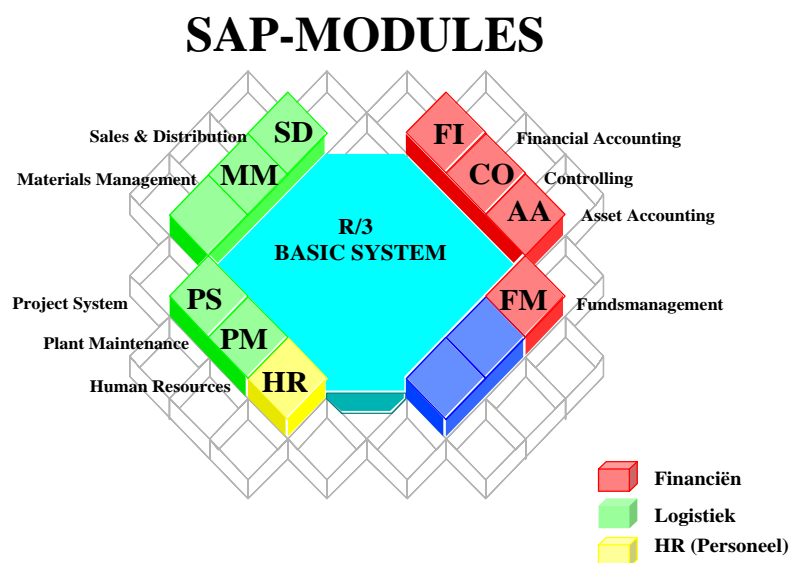 SAP-MODULES
Sales & Distribution
SD
Materials Management
MM
FI
Financial Accounting
CO
Controlling
AA
Asset Accounting
R/3
BASIC SYSTEM
Project System
PS
Plant Maintenance
PM
Human Resources
HR
FM
Fundsmanagement
Financiën
Logistiek
HR (Personeel)